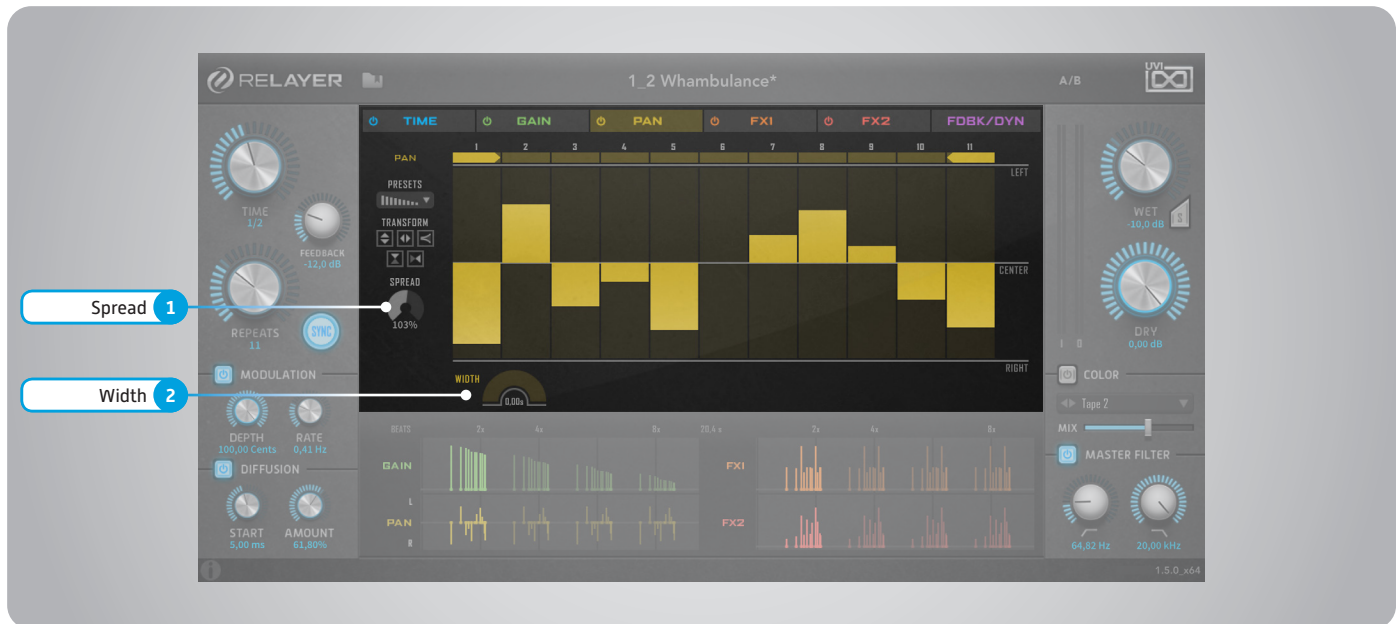 RELAYER
1_2 Whambulance*
A/B
UVI
TIME
GAIN
PAN
FX1
FX2
FDBK/DYN
PAN
1 2 3 4 5 6 7 8 9 10 11
LEFT
PRESETS
TRANSFORM
CENTER
SPREAD
103%
RIGHT
WIDTH
0,00s
Spread 1
Width 2
TIME
1/2
FEEDBACK
-12,0 dB
REPEATS
11
SYNC
MODULATION
DEPTH
100,00 Cents
RATE
0,41 Hz
DIFFUSION
START
5,00 ms
AMOUNT
61,80%
BEATS 2x 4x 8x 20.4 s 2x 4x 8x
GAIN
FX1
L
PAN
R
FX2
WET
-10,0 dB
S
DRY
0,00 dB
I O
COLOR
Tape 2
MIX
MASTER FILTER
64,82 Hz
20,00 kHz
i
1.5.0_x64